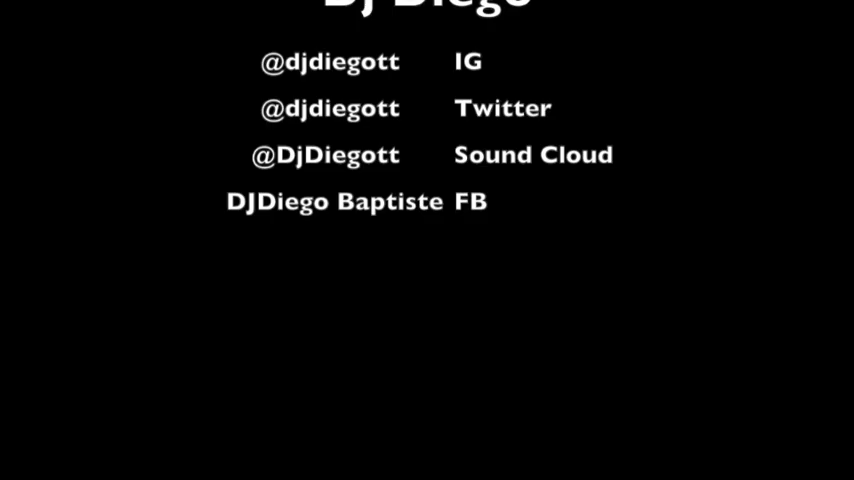 Dj Diego
@djdiegott IG
@djdiegott Twitter
@DjDiegott Sound Cloud
DJDiego Baptiste FB